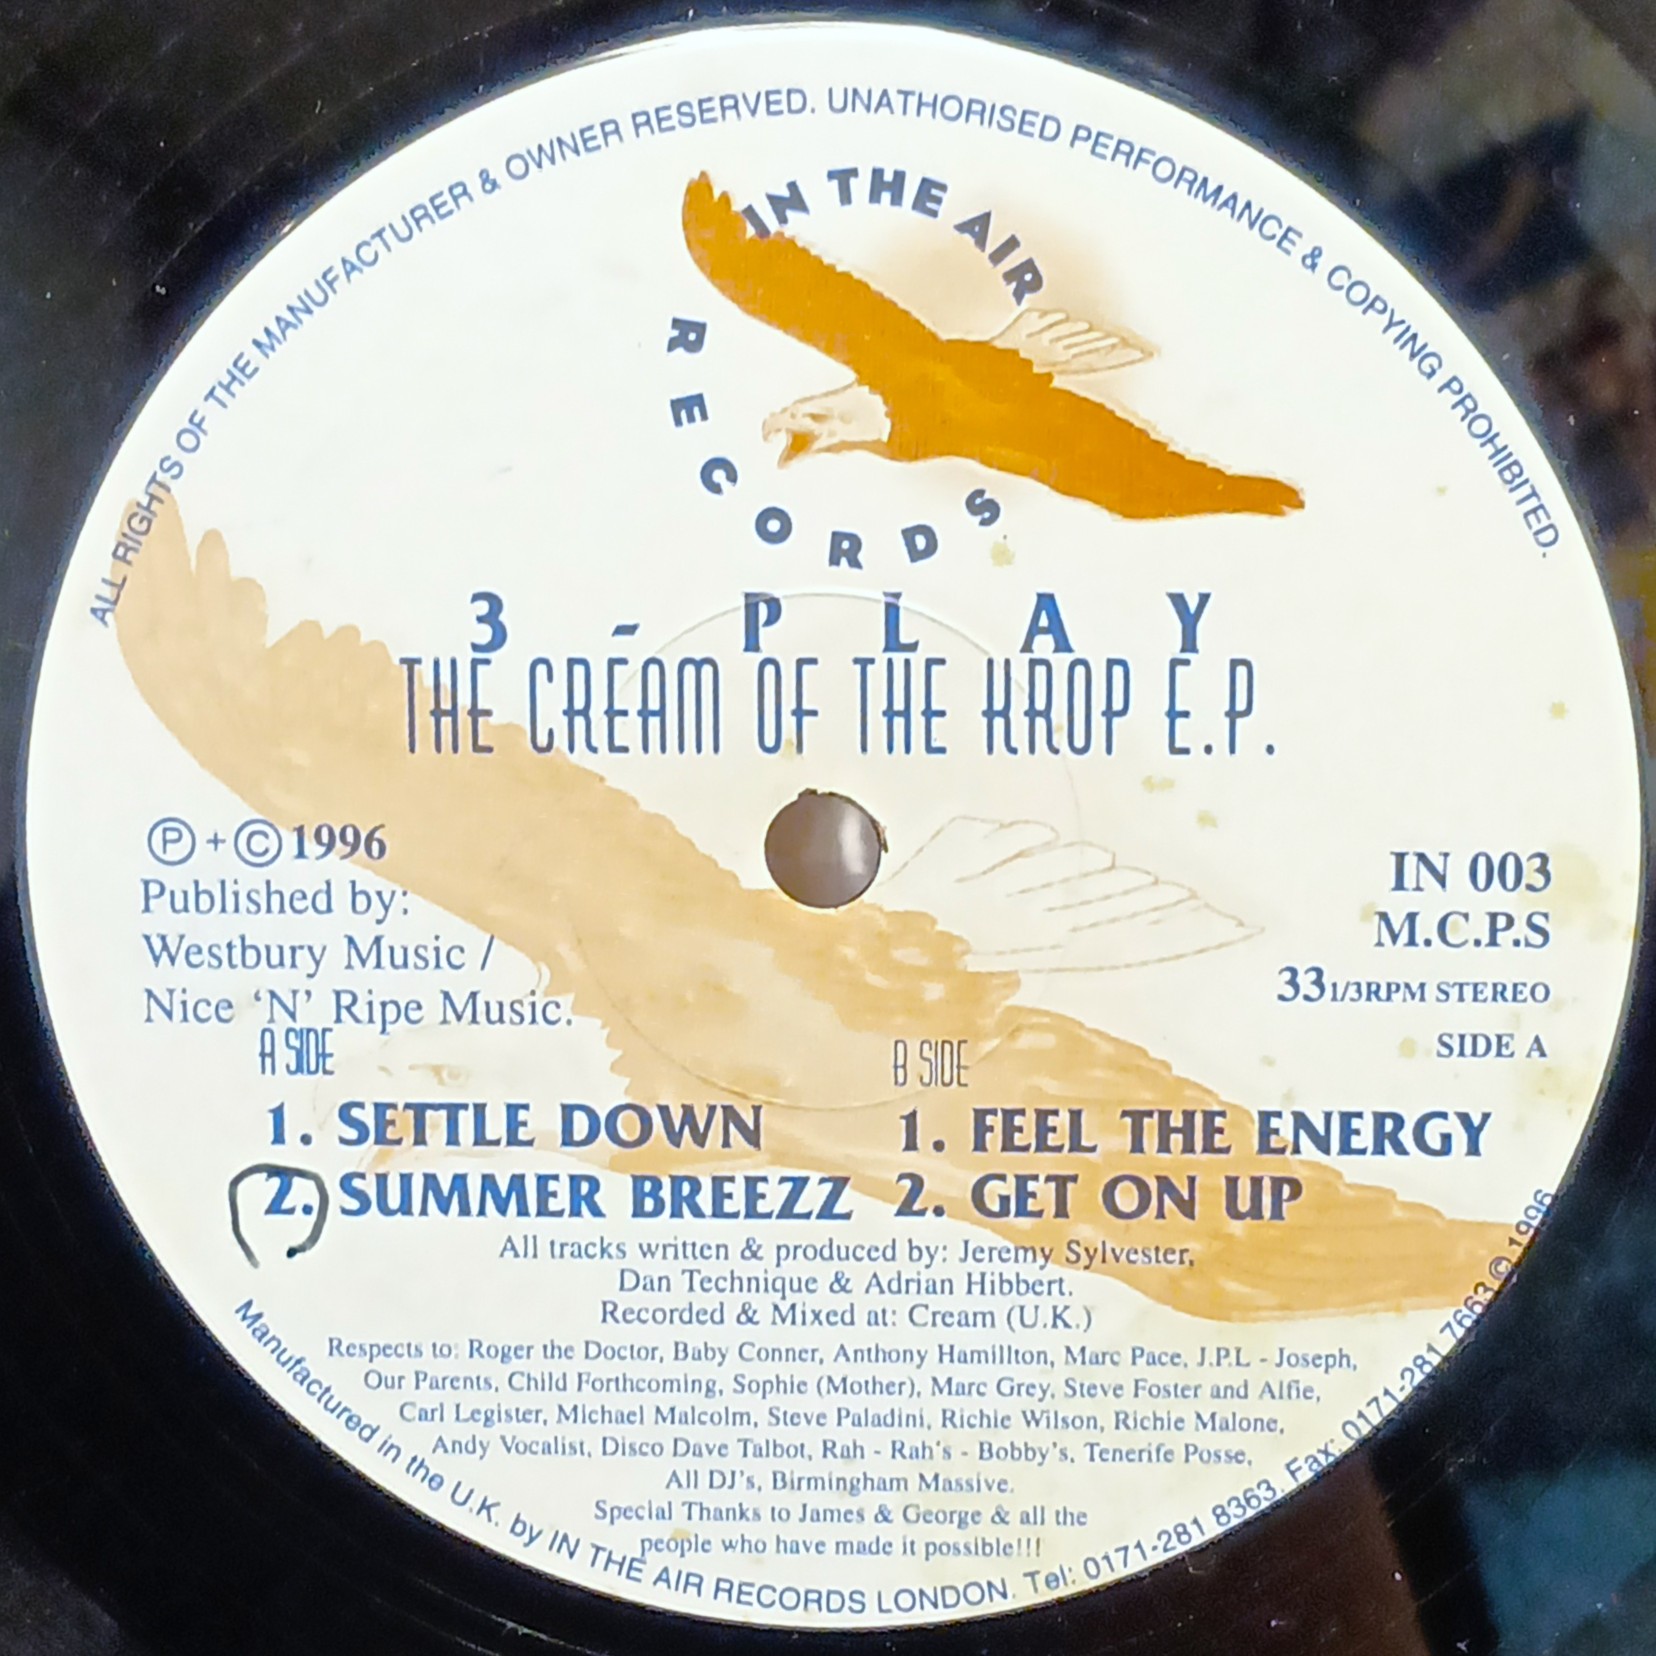 ALL RIGHTS OF THE MANUFACTURER & OWNER RESERVED. UNATHORISED PERFORMANCE & COPYING PROHIBITED.
IN THE AIR
RECORDS
3 - PLAY
THE CREAM OF THE KROP E.P.
Ⓟ + © 1996
Published by:
Westbury Music /
Nice ‘N’ Ripe Music.
IN 003
M.C.P.S
33 1/3RPM STEREO
SIDE A
A SIDE
1. SETTLE DOWN
2. SUMMER BREEZZ
B SIDE
1. FEEL THE ENERGY
2. GET ON UP
All tracks written & produced by: Jeremy Sylvester,
Dan Technique & Adrian Hibbert.
Recorded & Mixed at: Cream (U.K.)
Respects to: Roger the Doctor, Baby Conner, Anthony Hamillton, Marc Pace, J.P.L - Joseph,
Our Parents, Child Forthcoming, Sophie (Mother), Marc Grey, Steve Foster and Alfie,
Carl Legister, Michael Malcolm, Steve Paladini, Richie Wilson, Richie Malone,
Andy Vocalist, Disco Dave Talbot, Rah - Rah's - Bobby's, Tenerife Posse,
All DJ's, Birmingham Massive.
Special Thanks to James & George & all the
people who have made it possible!!!
Manufactured in the U.K. by IN THE AIR RECORDS LONDON. Tel: 0171-281 8363. Fax: 0171-281 7663 © 1996